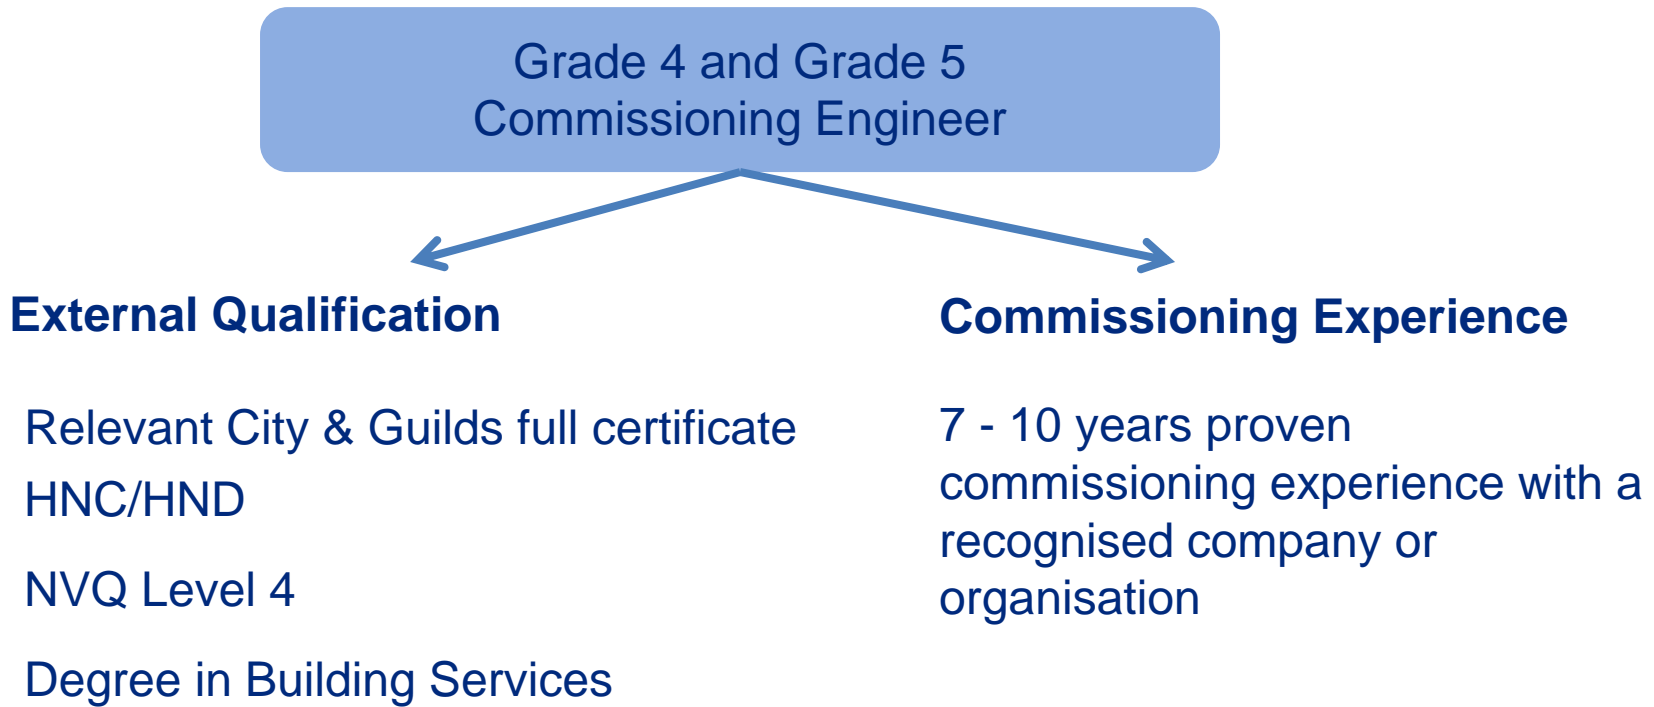 Grade 4 and Grade 5
Commissioning Engineer
External Qualification
Relevant City & Guilds full certificate
HNC/HND
NVQ Level 4
Degree in Building Services
Commissioning Experience
7 - 10 years proven
commissioning experience with a
recognised company or
organisation